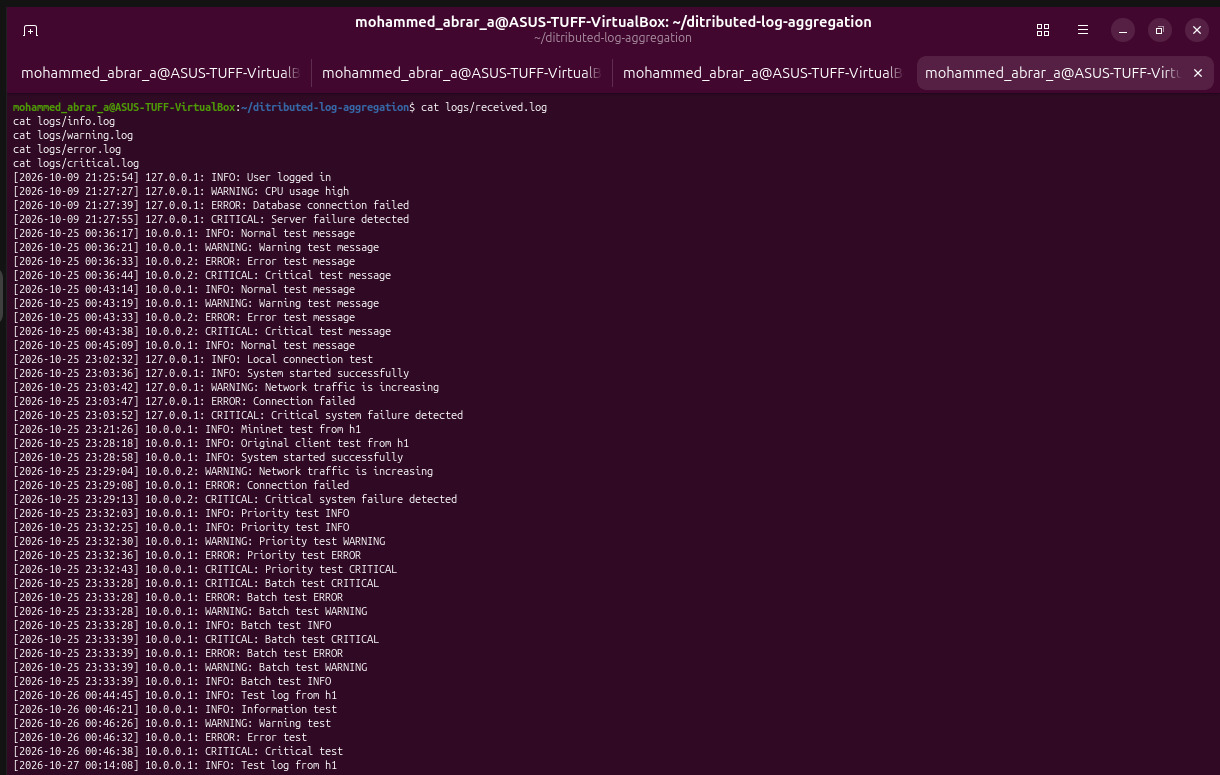 mohammed_abrar_a@ASUS-TUFF-VirtualBox: ~/ditributed-log-aggregation
~/ditributed-log-aggregation
mohammed_abrar_a@ASUS-TUFF-VirtualB
mohammed_abrar_a@ASUS-TUFF-VirtualB
mohammed_abrar_a@ASUS-TUFF-VirtualB
mohammed_abrar_a@ASUS-TUFF-Virtu
mohammed_abrar_a@ASUS-TUFF-VirtualBox:~/ditributed-log-aggregation$ cat logs/received.log
cat logs/info.log
cat logs/warning.log
cat logs/error.log
cat logs/critical.log
[2026-10-09 21:25:54] 127.0.0.1: INFO: User logged in
[2026-10-09 21:27:27] 127.0.0.1: WARNING: CPU usage high
[2026-10-09 21:27:39] 127.0.0.1: ERROR: Database connection failed
[2026-10-09 21:27:55] 127.0.0.1: CRITICAL: Server failure detected
[2026-10-25 00:36:17] 10.0.0.1: INFO: Normal test message
[2026-10-25 00:36:21] 10.0.0.1: WARNING: Warning test message
[2026-10-25 00:36:33] 10.0.0.2: ERROR: Error test message
[2026-10-25 00:36:44] 10.0.0.2: CRITICAL: Critical test message
[2026-10-25 00:43:14] 10.0.0.1: INFO: Normal test message
[2026-10-25 00:43:19] 10.0.0.1: WARNING: Warning test message
[2026-10-25 00:43:33] 10.0.0.2: ERROR: Error test message
[2026-10-25 00:43:38] 10.0.0.2: CRITICAL: Critical test message
[2026-10-25 00:45:09] 10.0.0.1: INFO: Normal test message
[2026-10-25 23:02:32] 127.0.0.1: INFO: Local connection test
[2026-10-25 23:03:36] 127.0.0.1: INFO: System started successfully
[2026-10-25 23:03:42] 127.0.0.1: WARNING: Network traffic is increasing
[2026-10-25 23:03:47] 127.0.0.1: ERROR: Connection failed
[2026-10-25 23:03:52] 127.0.0.1: CRITICAL: Critical system failure detected
[2026-10-25 23:21:26] 10.0.0.1: INFO: Mininet test from h1
[2026-10-25 23:28:18] 10.0.0.1: INFO: Original client test from h1
[2026-10-25 23:28:58] 10.0.0.1: INFO: System started successfully
[2026-10-25 23:29:04] 10.0.0.2: WARNING: Network traffic is increasing
[2026-10-25 23:29:08] 10.0.0.1: ERROR: Connection failed
[2026-10-25 23:29:13] 10.0.0.2: CRITICAL: Critical system failure detected
[2026-10-25 23:32:03] 10.0.0.1: INFO: Priority test INFO
[2026-10-25 23:32:25] 10.0.0.1: INFO: Priority test INFO
[2026-10-25 23:32:30] 10.0.0.1: WARNING: Priority test WARNING
[2026-10-25 23:32:36] 10.0.0.1: ERROR: Priority test ERROR
[2026-10-25 23:32:43] 10.0.0.1: CRITICAL: Priority test CRITICAL
[2026-10-25 23:33:28] 10.0.0.1: CRITICAL: Batch test CRITICAL
[2026-10-25 23:33:28] 10.0.0.1: ERROR: Batch test ERROR
[2026-10-25 23:33:28] 10.0.0.1: WARNING: Batch test WARNING
[2026-10-25 23:33:28] 10.0.0.1: INFO: Batch test INFO
[2026-10-25 23:33:39] 10.0.0.1: CRITICAL: Batch test CRITICAL
[2026-10-25 23:33:39] 10.0.0.1: ERROR: Batch test ERROR
[2026-10-25 23:33:39] 10.0.0.1: WARNING: Batch test WARNING
[2026-10-25 23:33:39] 10.0.0.1: INFO: Batch test INFO
[2026-10-26 00:44:45] 10.0.0.1: INFO: Test log from h1
[2026-10-26 00:46:21] 10.0.0.1: INFO: Information test
[2026-10-26 00:46:26] 10.0.0.1: WARNING: Warning test
[2026-10-26 00:46:32] 10.0.0.1: ERROR: Error test
[2026-10-26 00:46:38] 10.0.0.1: CRITICAL: Critical test
[2026-10-27 00:14:08] 10.0.0.1: INFO: Test log from h1